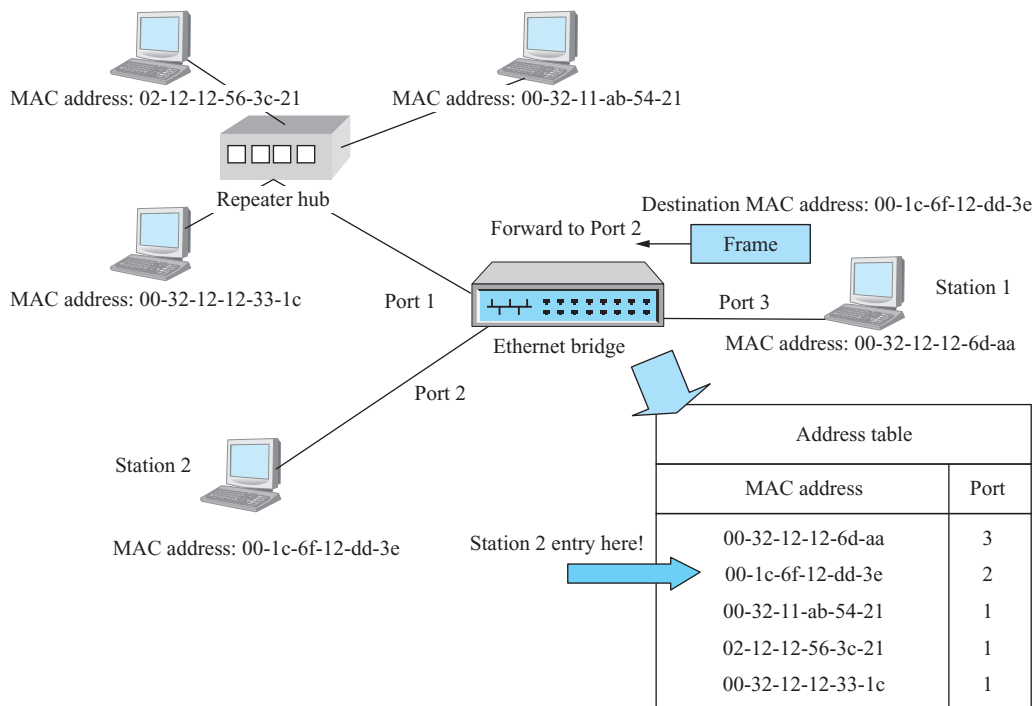 MAC address: 02-12-12-56-3c-21
MAC address: 00-32-11-ab-54-21
Repeater hub
Destination MAC address: 00-1c-6f-12-dd-3e
Forward to Port 2
Frame
MAC address: 00-32-12-12-33-1c
Port 1
Port 3
Station 1
Ethernet bridge
MAC address: 00-32-12-12-6d-aa
Port 2
Station 2
MAC address: 00-1c-6f-12-dd-3e
Address table
MAC address Port
Station 2 entry here!
00-32-12-12-6d-aa 3
00-1c-6f-12-dd-3e 2
00-32-11-ab-54-21 1
02-12-12-56-3c-21 1
00-32-12-12-33-1c 1